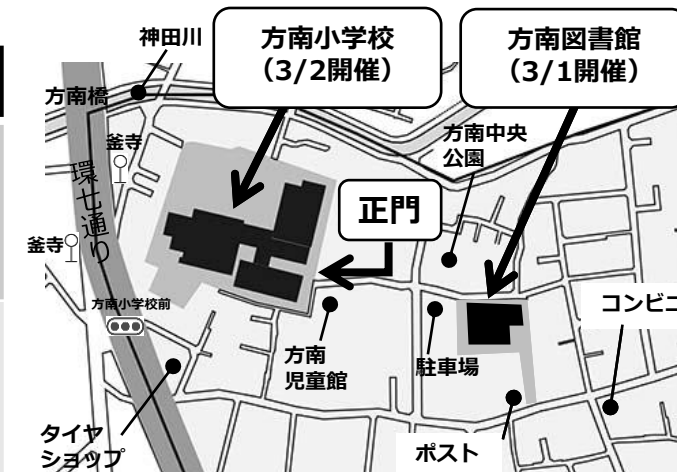 神田川
方南小学校
（3/2開催）
方南図書館
（3/1開催）
方南橋
釜寺
環七通り
釜寺
方南中央
公園
正門
方南小学校前
方南
児童館
駐車場
コンビニ
タイヤ
ショップ
ポスト